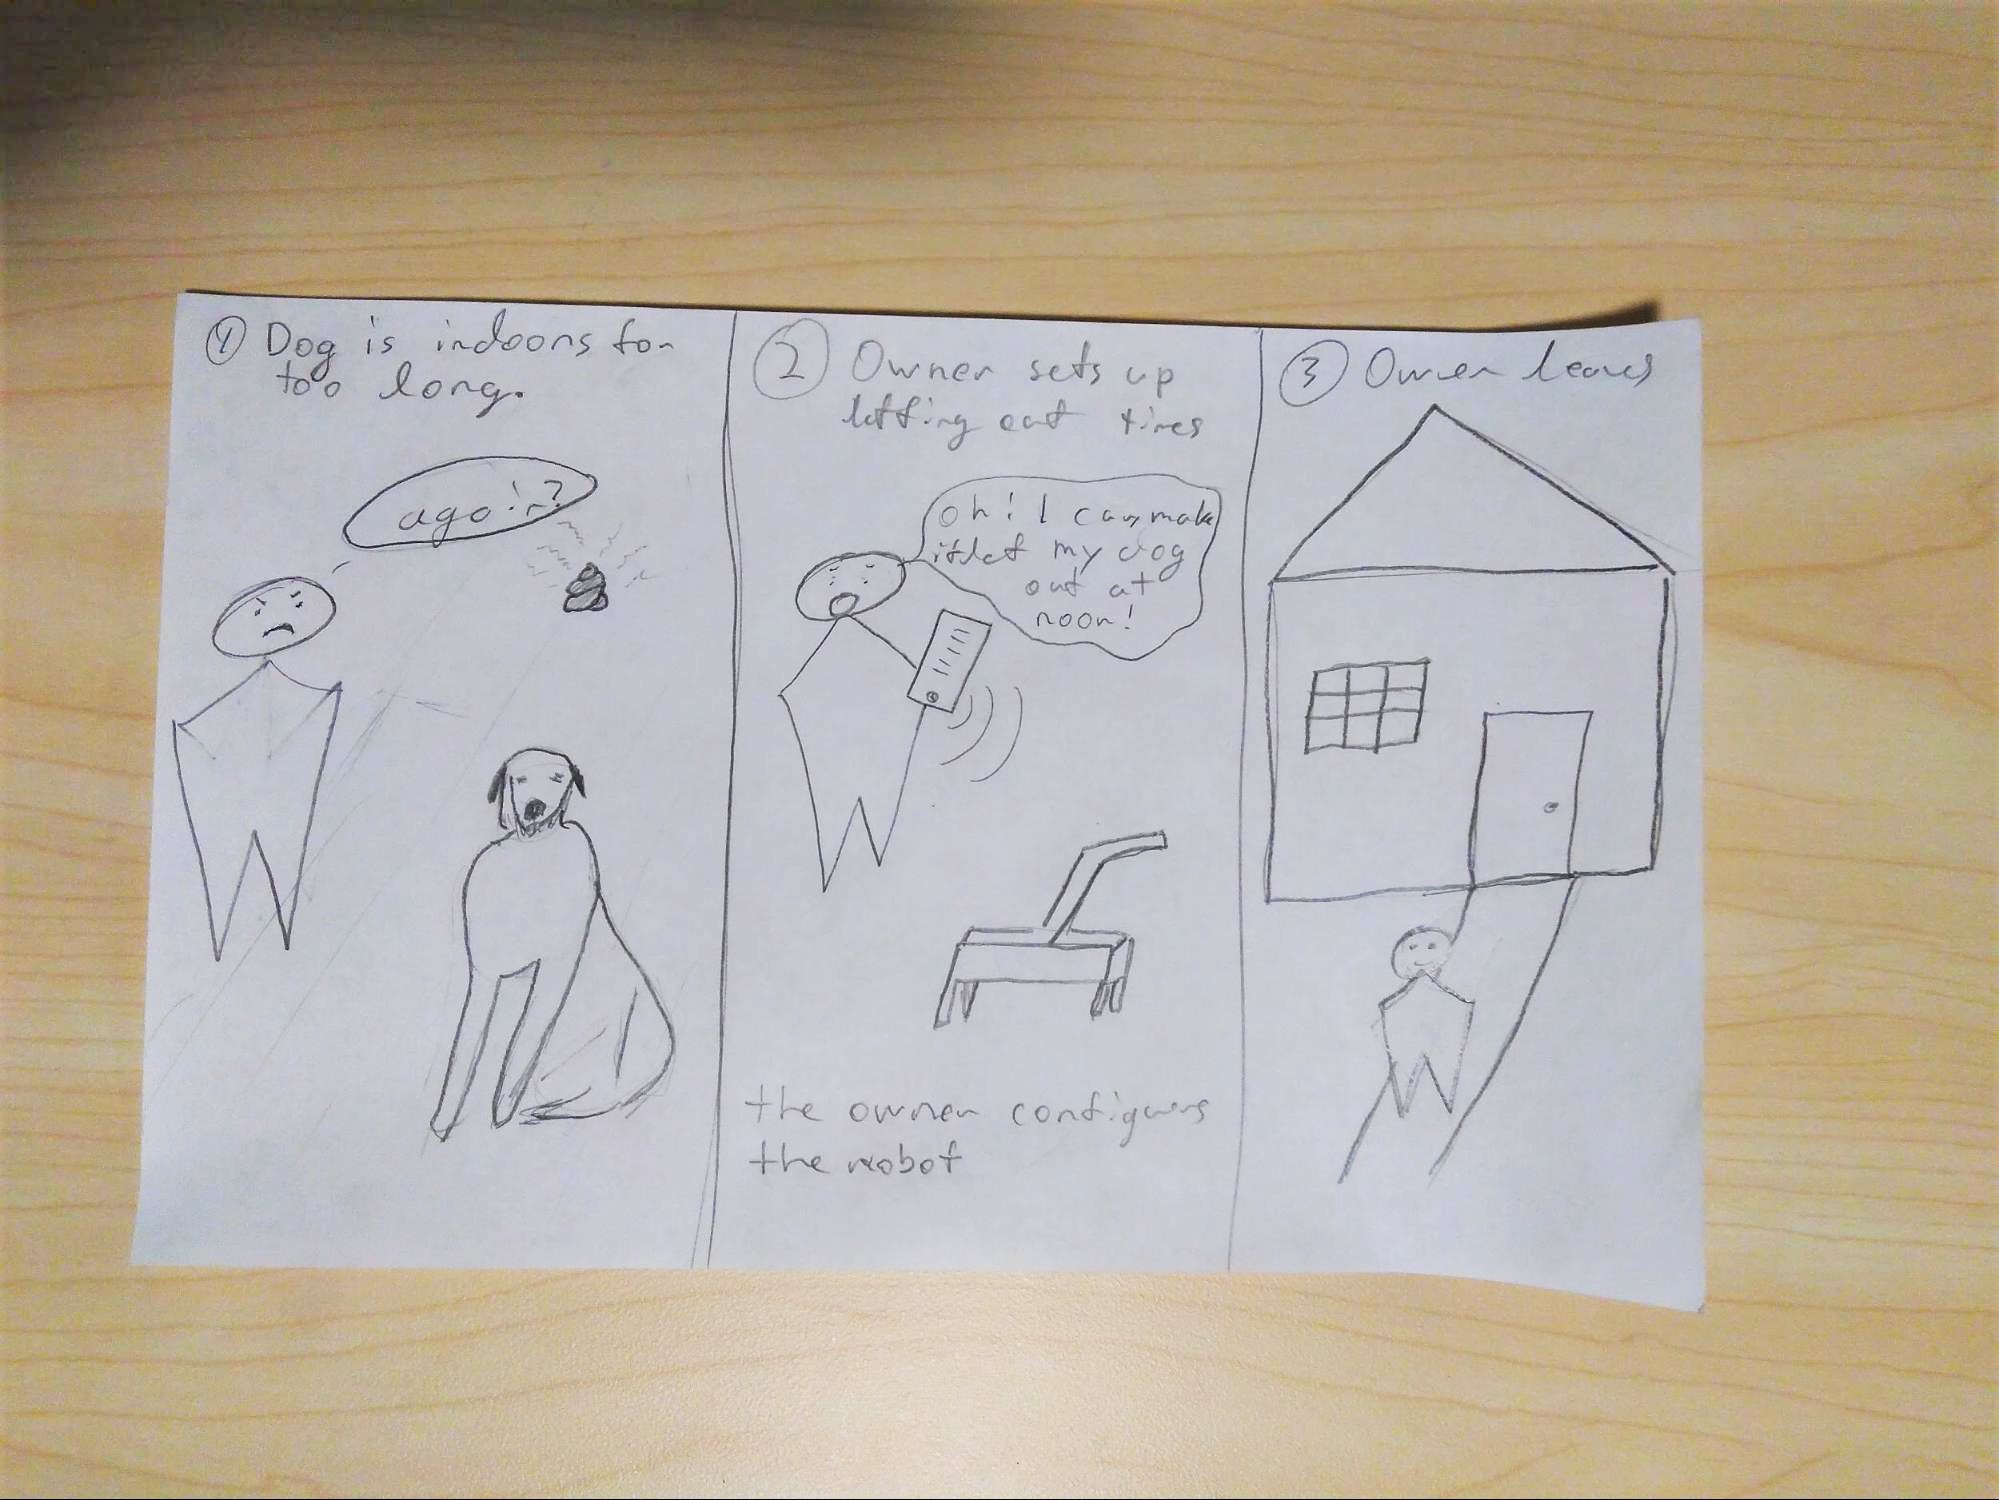 1 Dog is indoors for
too long.
again?
2 Owner sets up
letting out times
oh! I can make
it let my dog
out at
noon!
the owner configures
the robot
3 Owner leaves